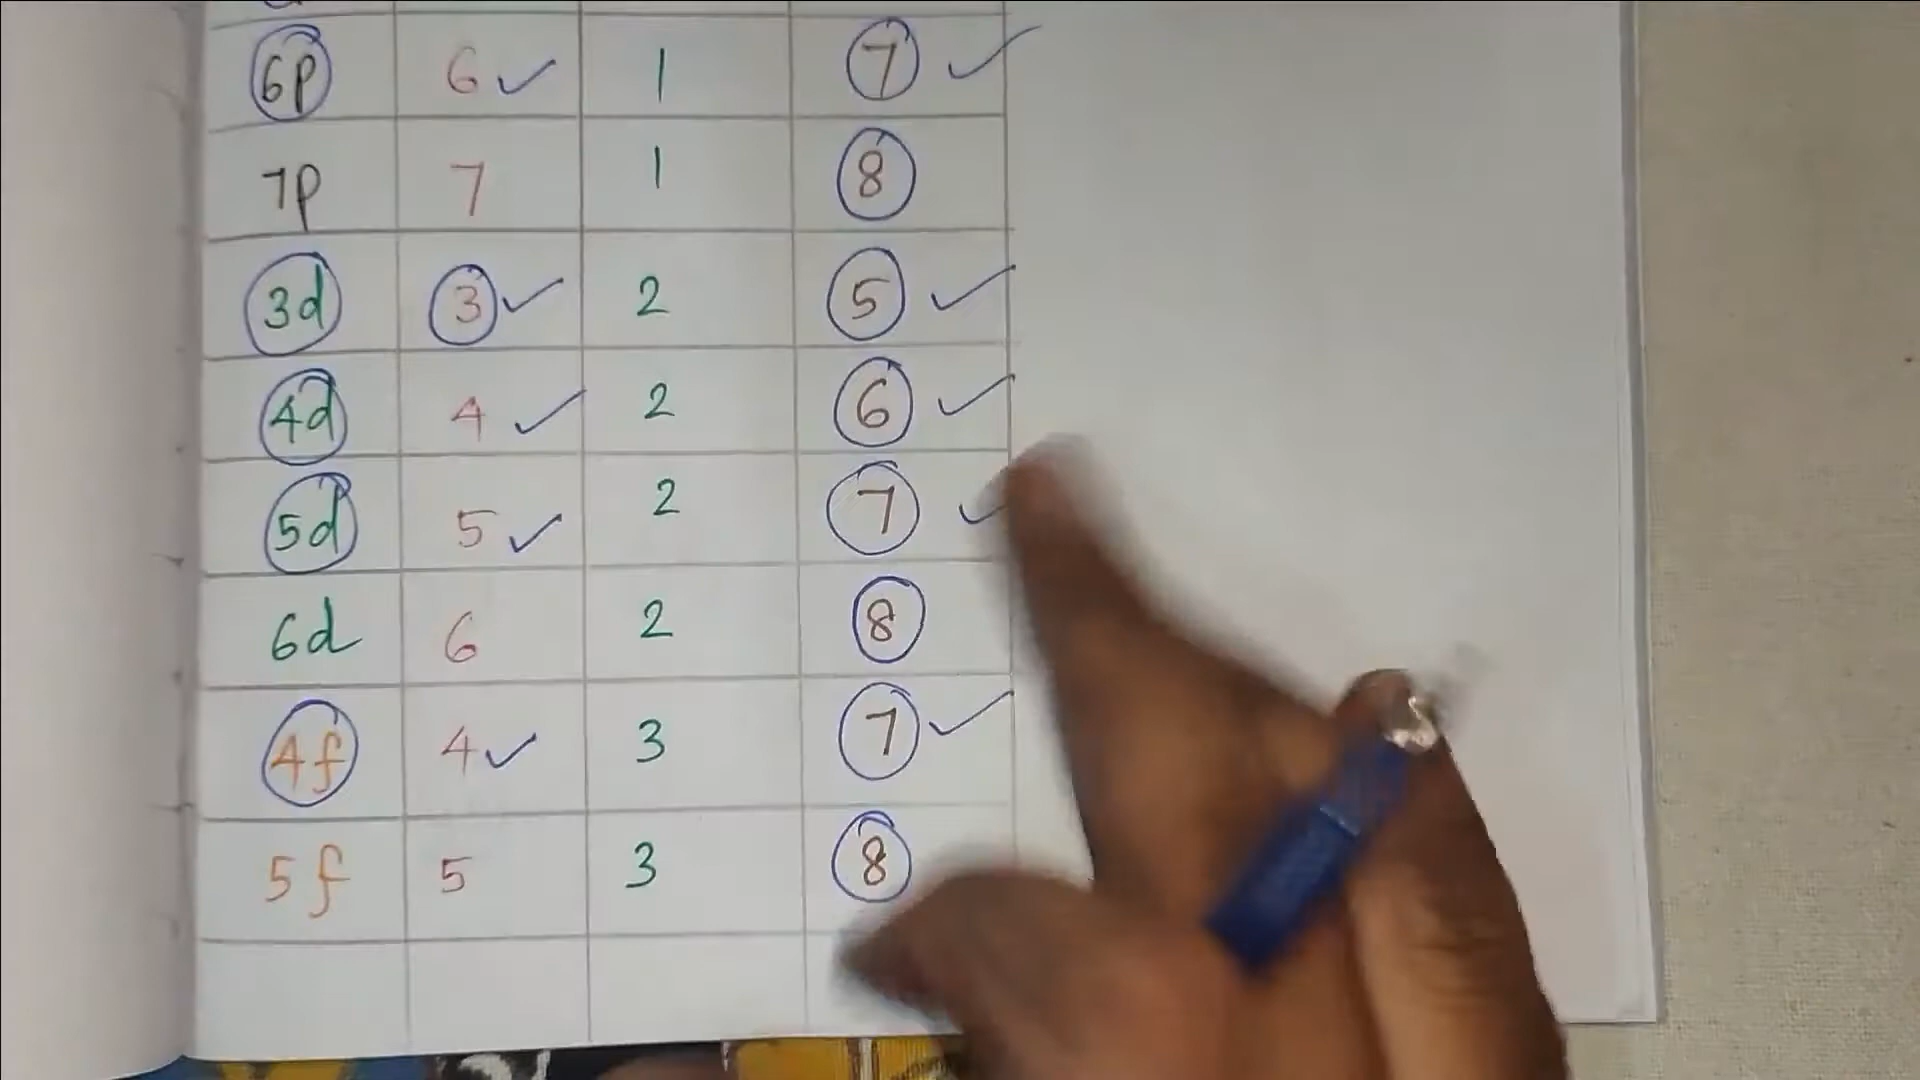 6p 6 ✓ 1 7 ✓
7p 7 1 8
3d 3 ✓ 2 5 ✓
4d 4 ✓ 2 6 ✓
5d 5 ✓ 2 7 ✓
6d 6 2 8
4f 4 ✓ 3 7 ✓
5f 5 3 8